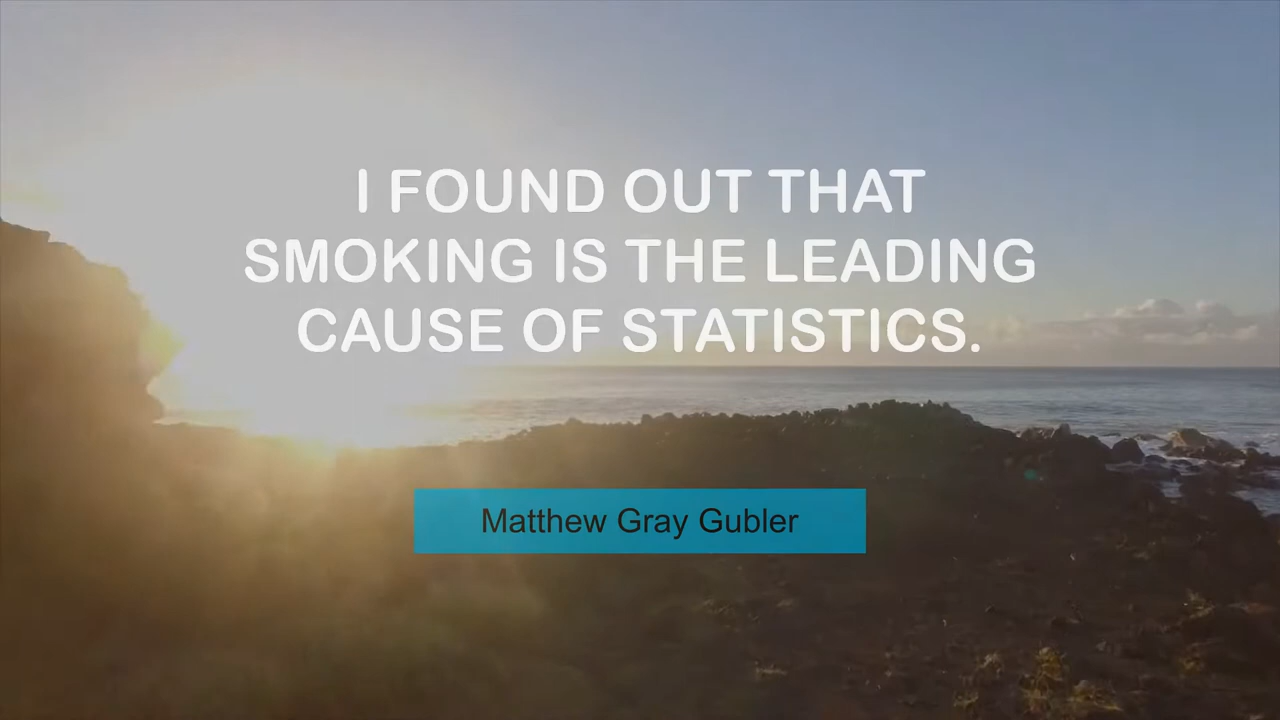 I FOUND OUT THAT
SMOKING IS THE LEADING
CAUSE OF STATISTICS.
Matthew Gray Gubler